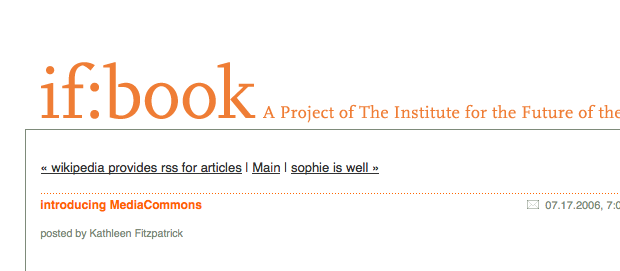 if:book A Project of The Institute for the Future of the
« wikipedia provides rss for articles | Main | sophie is well »
introducing MediaCommons 07.17.2006, 7:0
posted by Kathleen Fitzpatrick